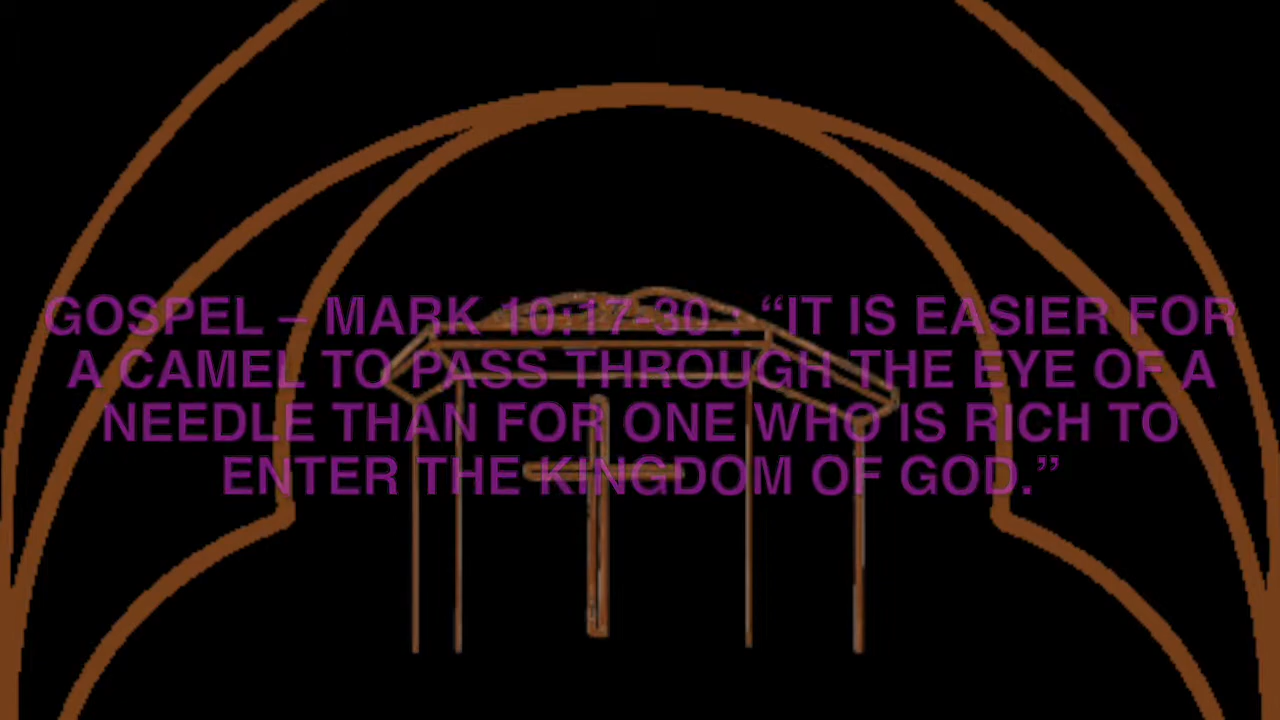 GOSPEL – MARK 10:17-30 : “IT IS EASIER FOR
A CAMEL TO PASS THROUGH THE EYE OF A
NEEDLE THAN FOR ONE WHO IS RICH TO
ENTER THE KINGDOM OF GOD.”